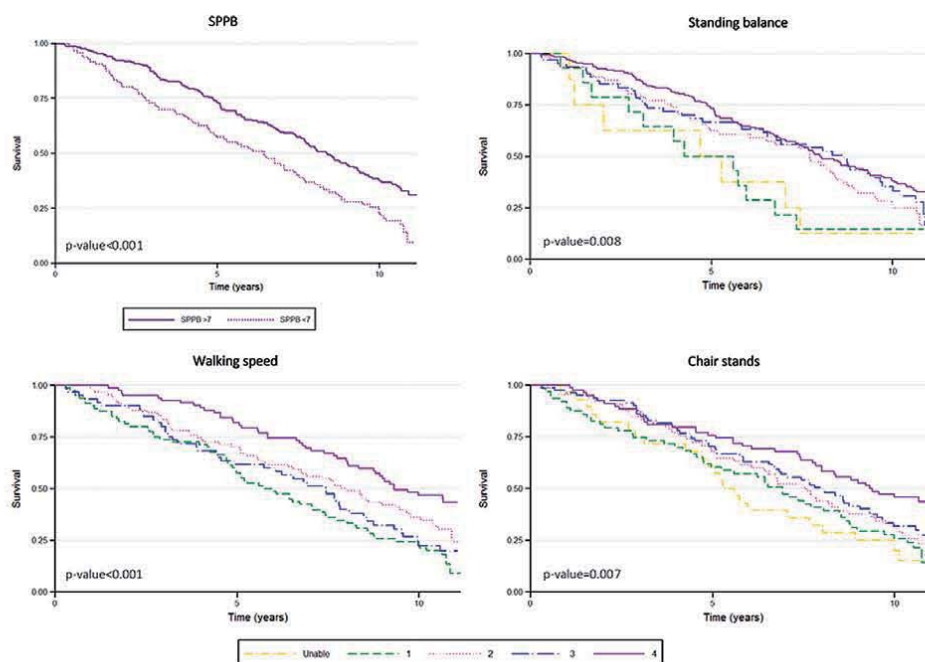 SPPB
1.00
0.75
0.50
0.25
0.00
Survival
p-value<0.001
0
5
10
Time (years)
SPPB >7
SPPB <7
Standing balance
1.00
0.75
0.50
0.25
0.00
Survival
p-value=0.008
0
5
10
Time (years)
Walking speed
1.00
0.75
0.50
0.25
0.00
Survival
p-value<0.001
0
5
10
Time (years)
Chair stands
1.00
0.75
0.50
0.25
0.00
Survival
p-value=0.007
0
5
10
Time (years)
Unable 1 2 3 4